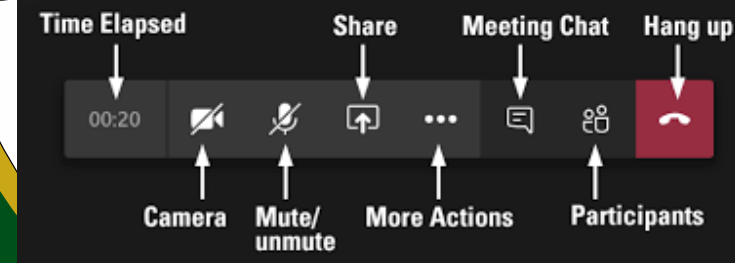 Time Elapsed
Share
Meeting Chat
Hang up
00:20
Camera
Mute/
unmute
More Actions
Participants